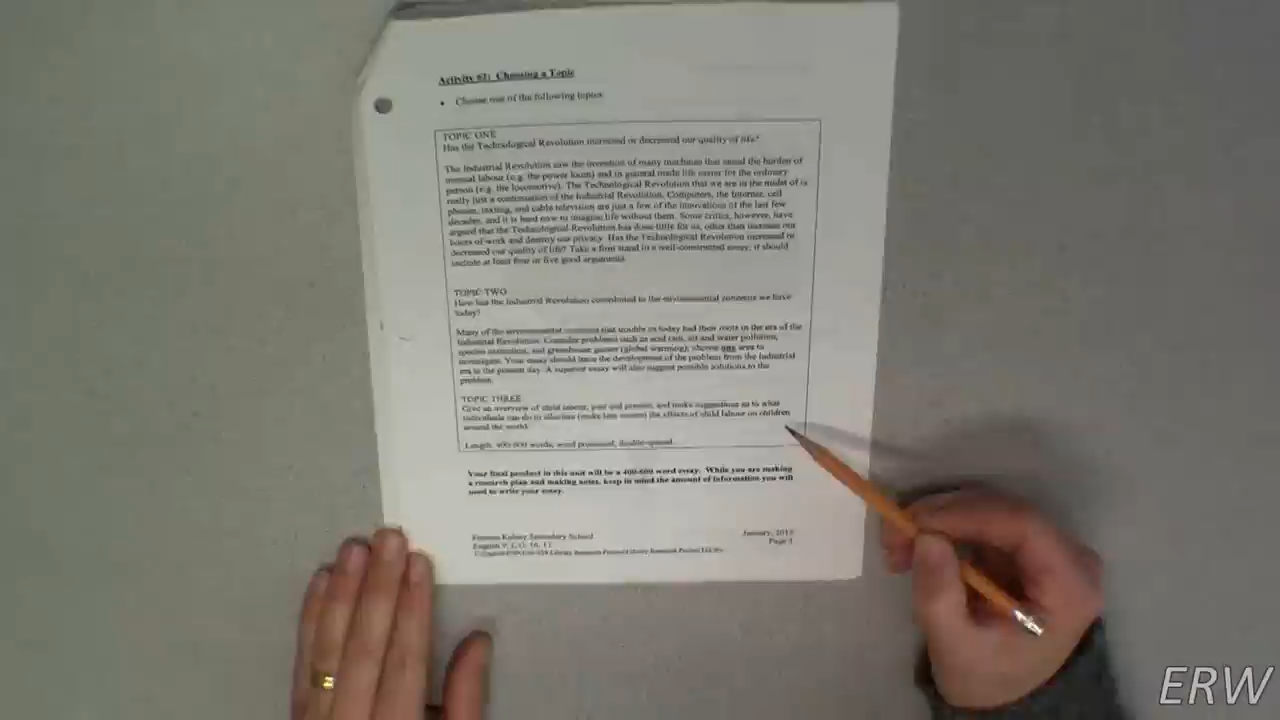 Activity #2: Choosing a Topic
• Choose one of the following topics
TOPIC ONE
Has the Technological Revolution increased or decreased our quality of life?
The Industrial Revolution saw the invention of many machines that eased the burden of
manual labour (e.g. the power loom) and in general made life easier for the ordinary
person (e.g. the locomotive). The Technological Revolution that we are in the midst of is
really just a continuation of the Industrial Revolution. Computers, the Internet, cell
phones, texting, and cable television are just a few of the innovations of the last few
decades, and it is hard now to imagine life without them. Some critics, however, have
argued that the Technological Revolution has done little for us, other than increase our
hours of work and destroy our privacy. Has the Technological Revolution increased or
decreased our quality of life? Take a firm stand in a well-constructed essay; it should
include at least four or five good arguments.
TOPIC TWO
How has the Industrial Revolution contributed to the environmental concerns we have
today?
Many of the environmental concerns that trouble us today had their roots in the era of the
Industrial Revolution. Consider problems such as acid rain, air and water pollution,
species extinction, and greenhouse gasses (global warming); choose one area to
investigate. Your essay should trace the development of the problem from the Industrial
era to the present day. A superior essay will also suggest possible solutions to the
problem.
TOPIC THREE
Give an overview of child labour, past and present, and make suggestions as to what
individuals can do to alleviate (make less severe) the effects of child labour on children
around the world.
Length: 400-600 words, word processed, double-spaced.
Your final product in this unit will be a 400-600 word essay. While you are making
a research plan and making notes, keep in mind the amount of information you will
need to write your essay.
Frances Kelsey Secondary School
January, 2013
English 9
Page 3
ERW